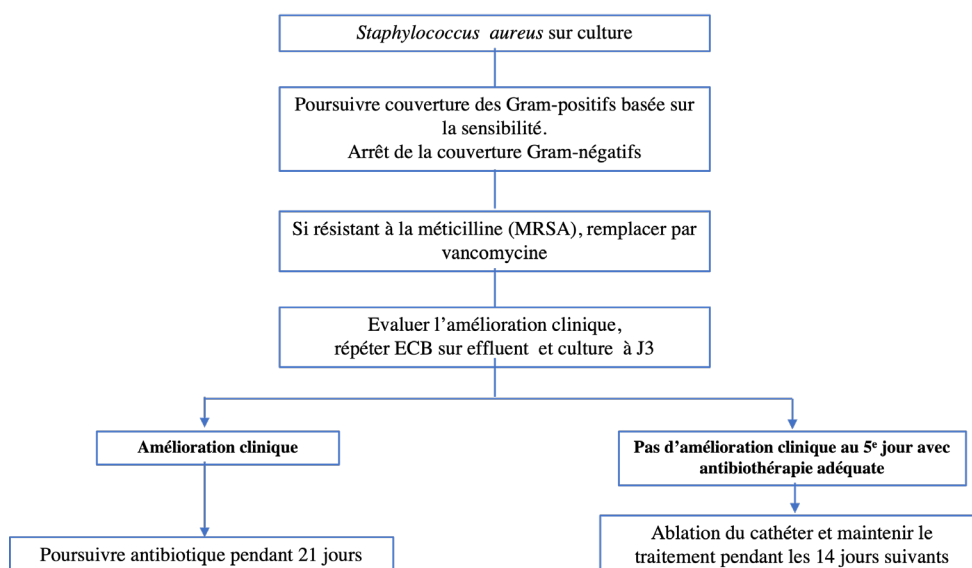 Staphylococcus aureus sur culture
Poursuivre couverture des Gram-positifs basée sur
la sensibilité.
Arrêt de la couverture Gram-négatifs
Si résistant à la méticilline (MRSA), remplacer par
vancomycine
Evaluer l'amélioration clinique,
répéter ECB sur effluent et culture à J3
Amélioration clinique
Pas d'amélioration clinique au 5e jour avec
antibiothérapie adéquate
Poursuivre antibiotique pendant 21 jours
Ablation du cathéter et maintenir le
traitement pendant les 14 jours suivants